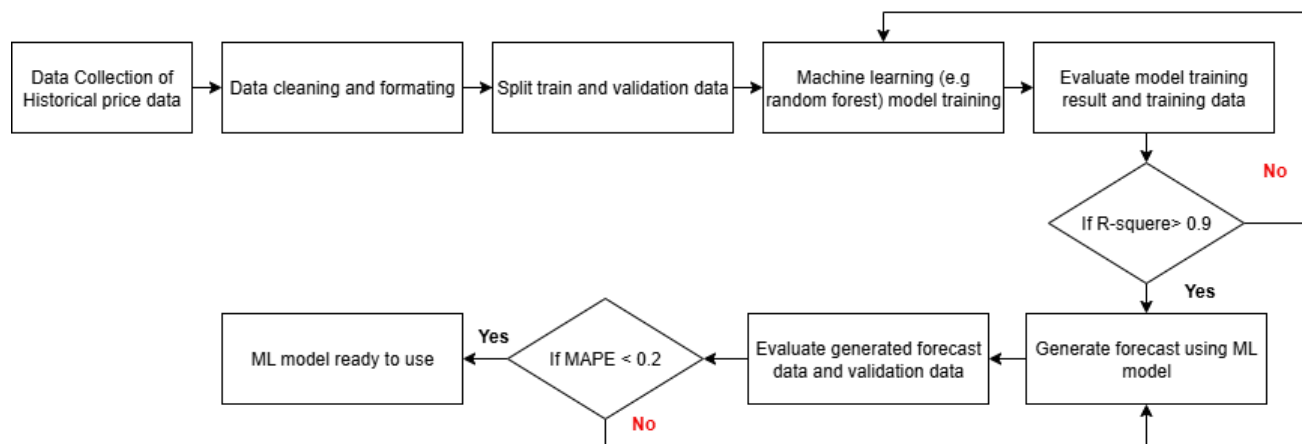 Data Collection of
Historical price data
Data cleaning and formating
Split train and validation data
Machine learning (e.g
random forest) model training
Evaluate model training
result and training data
No
If R-squere> 0.9
Yes
Generate forecast using ML
model
Evaluate generated forecast
data and validation data
If MAPE < 0.2
Yes
No
ML model ready to use